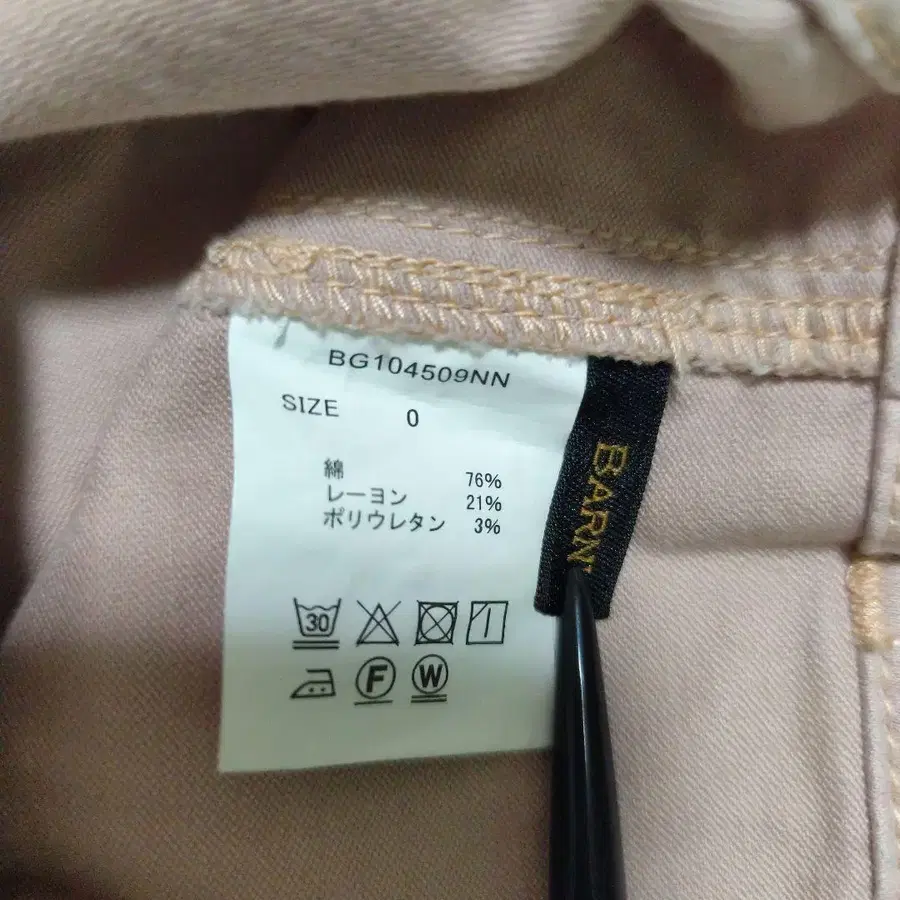 BG104509NN
SIZE 0
綿 76%
レーヨン 21%
ポリウレタン 3%
30
F
W
BARN'